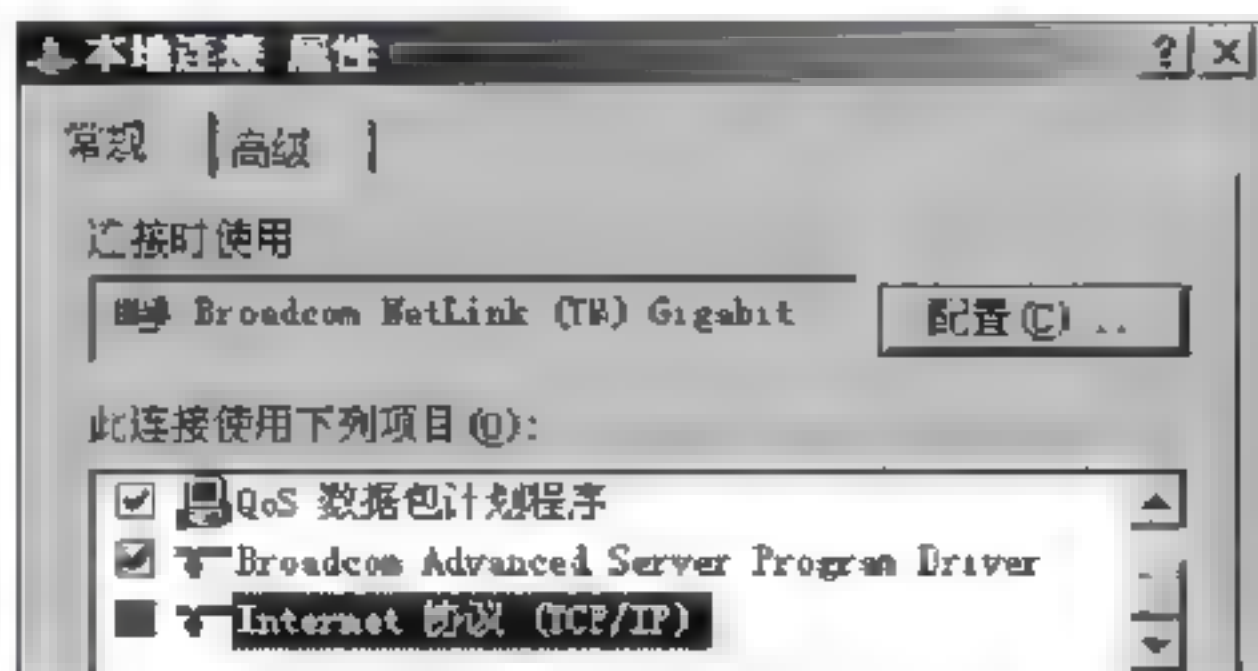 本地连接 属性
常规 高级
连接时使用
Broadcom NetLink (TM) Gigabit 配置(C)...
此连接使用下列项目(O):
QoS 数据包计划程序
Broadcom Advanced Server Program Driver
Internet 协议 (TCP/IP)